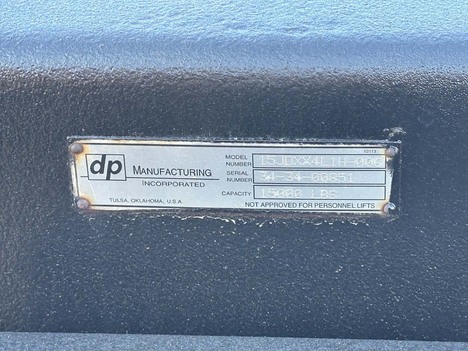 dp
MANUFACTURING
INCORPORATED
TULSA, OKLAHOMA, U.S.A.
MODEL
NUMBER
SERIAL
NUMBER
CAPACITY 15000 LBS
NOT APPROVED FOR PERSONNEL LIFTS